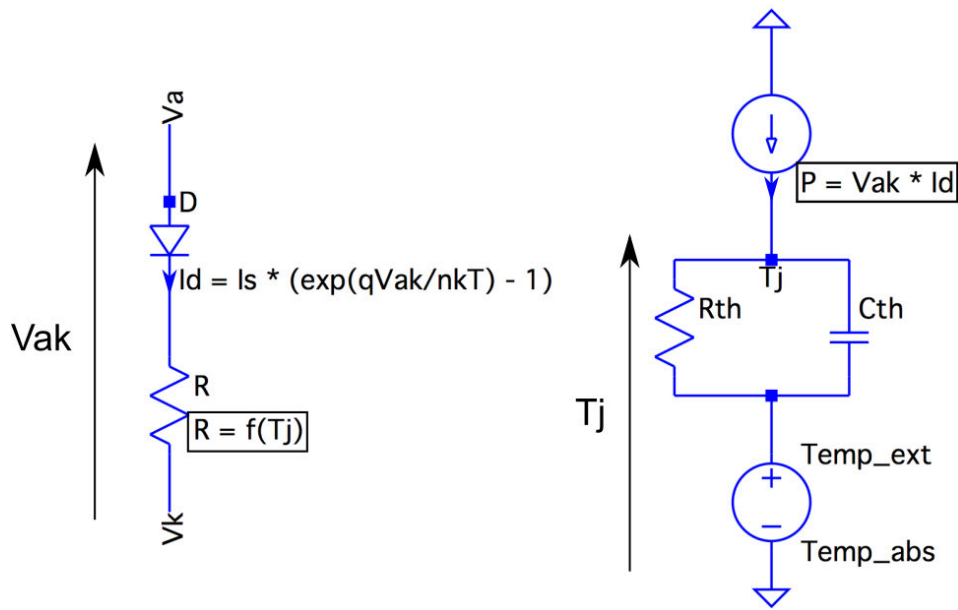 Va
D
Id = Is * (exp(qVak/nkT) - 1)
Vak
R
R = f(Tj)
Vk
P = Vak * Id
Tj
Rth
Cth
Tj
Temp_ext
+
−
Temp_abs